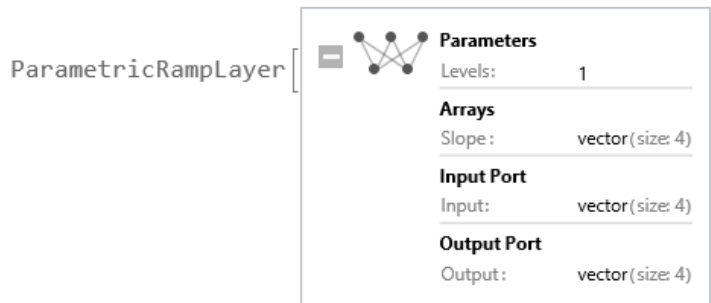 Parameters
ParametricRampLayer[
Levels: 1
Arrays
Slope: vector(size: 4)
Input Port
Input: vector(size: 4)
Output Port
Output: vector(size: 4)